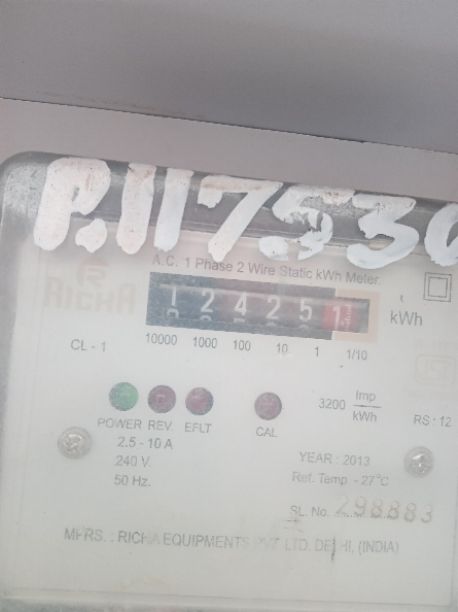 P.117536
A.C. 1 Phase 2 Wire Static kWh Meter.
1 2 4 2 5 1
kWh
CL - 1
10000 1000 100 10 1 1/10
3200 Imp/kWh
POWER REV. EFLT CAL
RS : 12
2.5 - 10 A
240 V.
50 Hz.
YEAR : 2013
Ref. Temp. - 27°C
SL. No. 298883
MFRS. : RICHA EQUIPMENTS PVT LTD. DELHI, (INDIA)